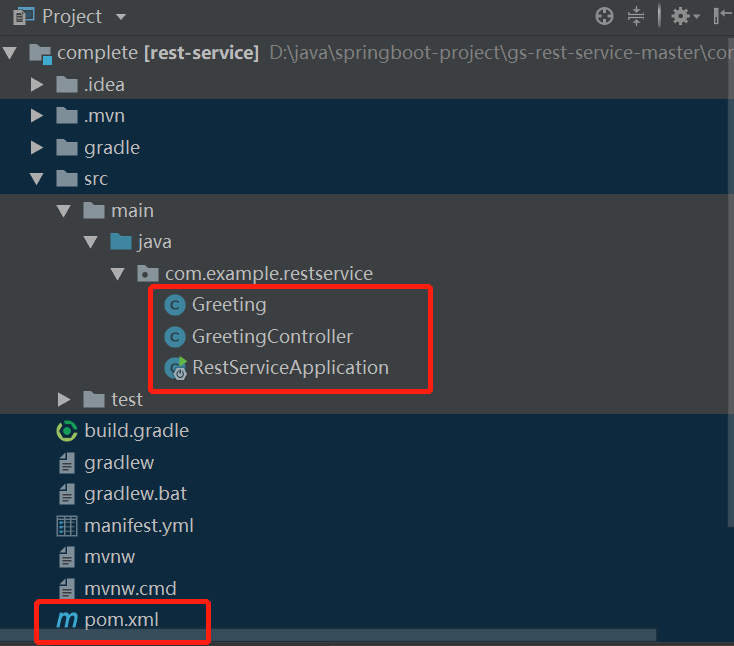 Project
complete [rest-service] D:\java\springboot-project\gs-rest-service-master\cor
.idea
.mvn
gradle
src
main
java
com.example.restservice
Greeting
GreetingController
RestServiceApplication
test
build.gradle
gradlew
gradlew.bat
manifest.yml
mvnw
mvnw.cmd
pom.xml